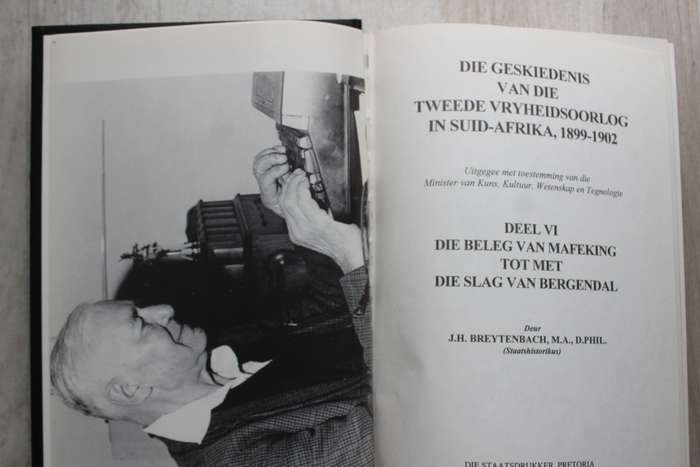 DIE GESKIEDENIS
VAN DIE
TWEEDE VRYHEIDSOORLOG
IN SUID-AFRIKA, 1899-1902
Uitgegee met toestemming van die
Minister van Kuns, Kultuur, Wetenskap en Tegnologie
DEEL VI
DIE BELEG VAN MAFEKING
TOT MET
DIE SLAG VAN BERGENDAL
Deur
J.H. BREYTENBACH, M.A., D.PHIL.
(Staatshistorikus)
DIE STAATSDRUKKER, PRETORIA